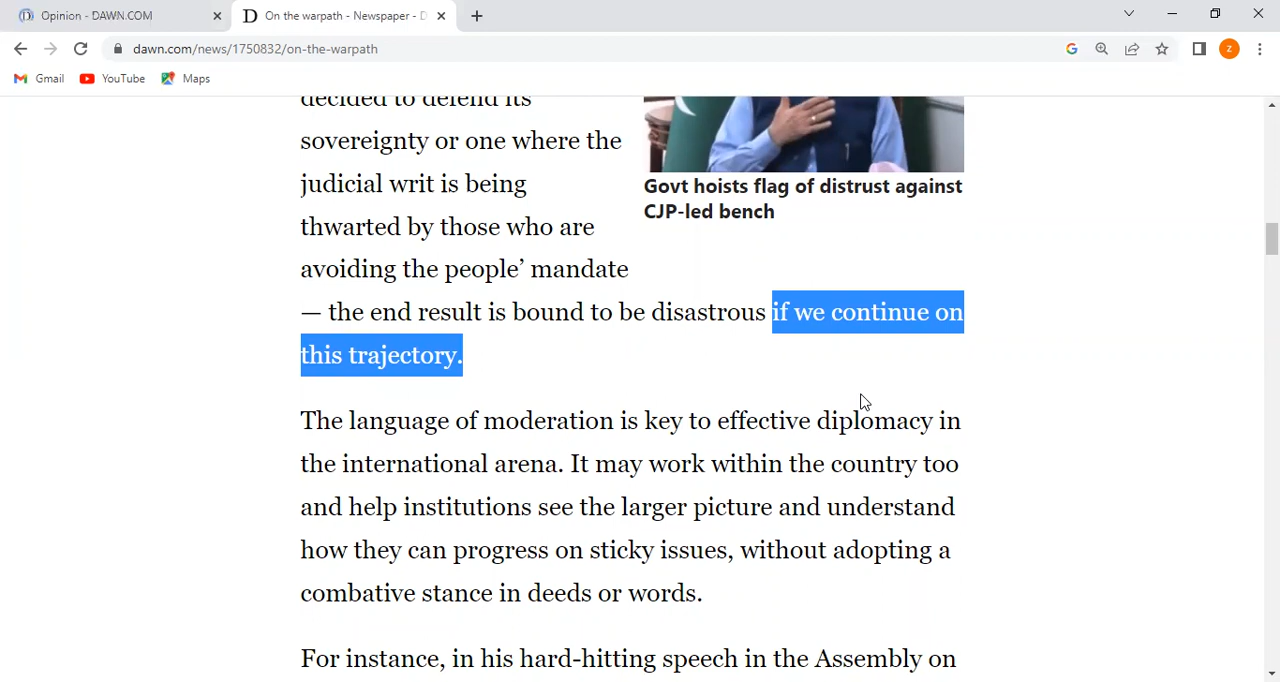 Opinion - DAWN.COM
On the warpath - Newspaper - D
dawn.com/news/1750832/on-the-warpath
Z
Gmail
YouTube
Maps
decided to defend its
sovereignty or one where the
judicial writ is being
thwarted by those who are
avoiding the people’ mandate
— the end result is bound to be disastrous if we continue on
this trajectory.
Govt hoists flag of distrust against
CJP-led bench
The language of moderation is key to effective diplomacy in
the international arena. It may work within the country too
and help institutions see the larger picture and understand
how they can progress on sticky issues, without adopting a
combative stance in deeds or words.
For instance, in his hard-hitting speech in the Assembly on